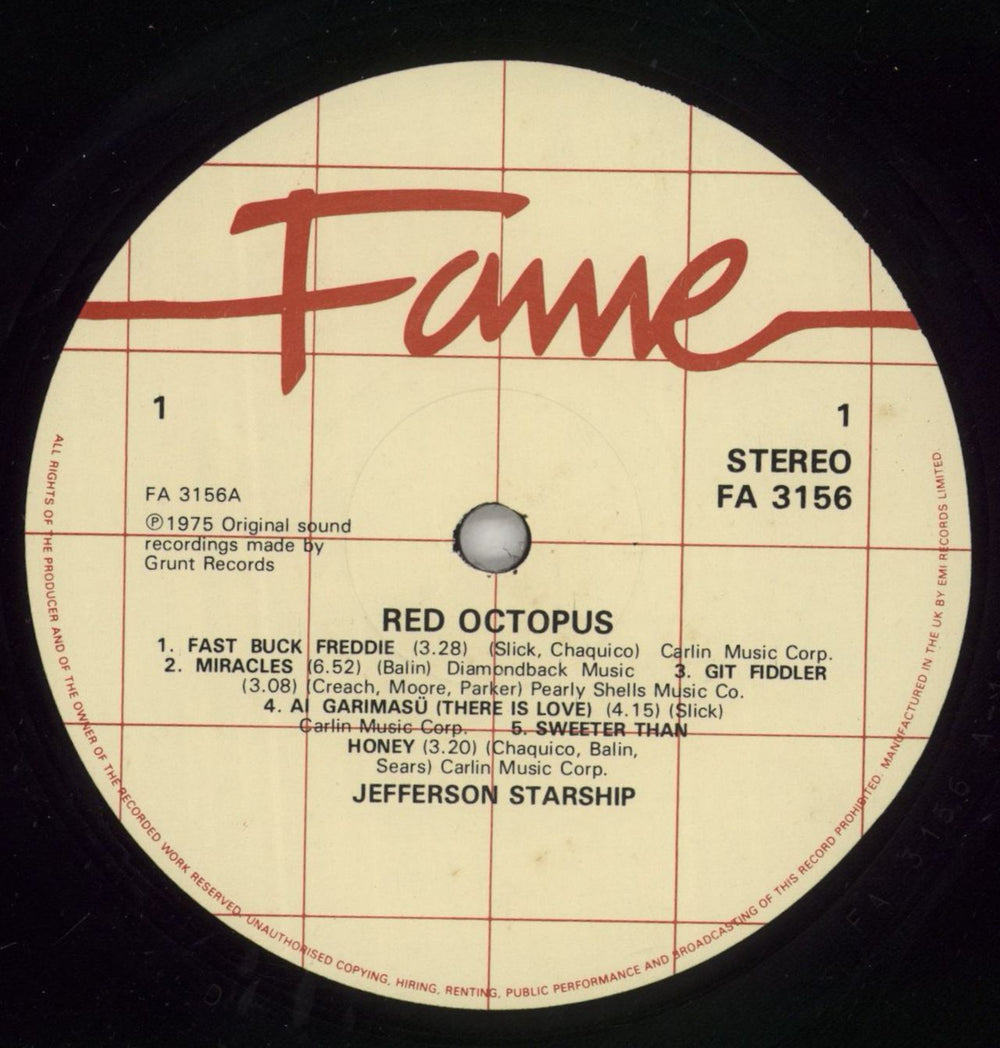 Fame
1
1
STEREO
FA 3156
FA 3156A
Ⓟ1975 Original sound
recordings made by
Grunt Records
RED OCTOPUS
1. FAST BUCK FREDDIE (3.28) (Slick, Chaquico) Carlin Music Corp.
2. MIRACLES (6.52) (Balin) Diamondback Music 3. GIT FIDDLER
(3.08) (Creach, Moore, Parker) Pearly Shells Music Co.
4. AI GARIMASÜ (THERE IS LOVE) (4.15) (Slick)
Carlin Music Corp. 5. SWEETER THAN
HONEY (3.20) (Chaquico, Balin,
Sears) Carlin Music Corp.
JEFFERSON STARSHIP
ALL RIGHTS OF THE PRODUCER AND OF THE OWNER OF THE RECORDED WORK RESERVED. UNAUTHORISED COPYING, HIRING, RENTING, PUBLIC PERFORMANCE AND BROADCASTING OF THIS RECORD PROHIBITED. MANUFACTURED IN THE UK BY EMI RECORDS LIMITED.